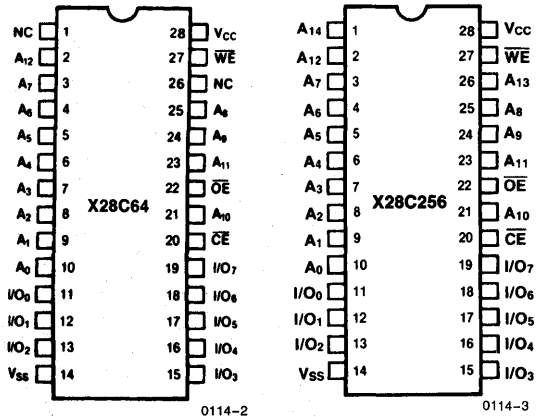 NC 1 28 VCC
A12 2 27 WE
A7 3 26 NC
A6 4 25 A8
A5 5 24 A9
A4 6 23 A11
A3 7 22 OE
X28C64
A2 8 21 A10
A1 9 20 CE
A0 10 19 I/O7
I/O0 11 18 I/O6
I/O1 12 17 I/O5
I/O2 13 16 I/O4
VSS 14 15 I/O3
0114-2
A14 1 28 VCC
A12 2 27 WE
A7 3 26 A13
A6 4 25 A8
A5 5 24 A9
A4 6 23 A11
A3 7 22 OE
X28C256
A2 8 21 A10
A1 9 20 CE
A0 10 19 I/O7
I/O0 11 18 I/O6
I/O1 12 17 I/O5
I/O2 13 16 I/O4
VSS 14 15 I/O3
0114-3